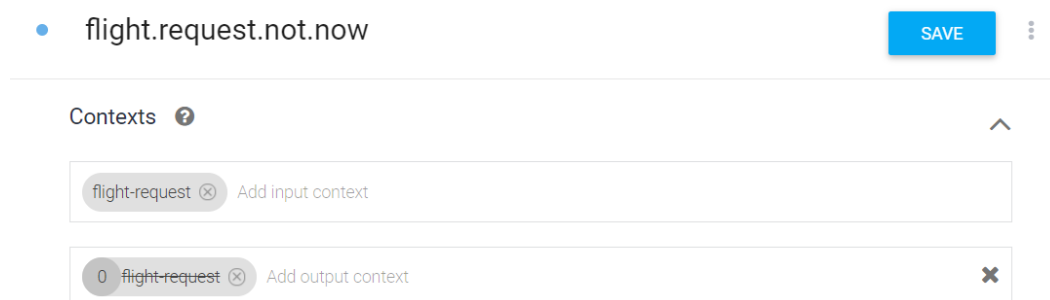 flight.request.not.now
SAVE
Contexts ?
flight-request Add input context
0 flight-request Add output context